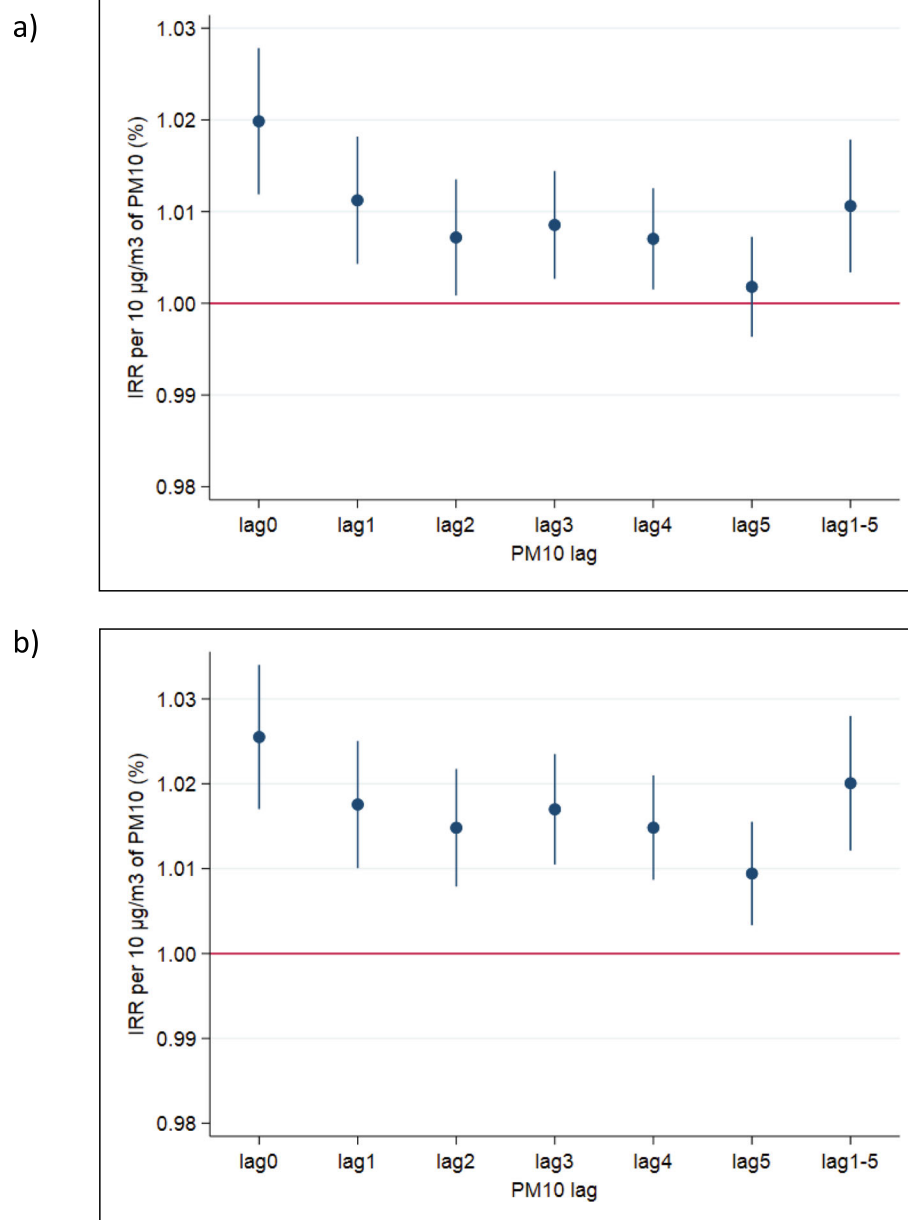 a)
1.03
1.02
1.01
1.00
0.99
0.98
IRR per 10 µg/m3 of PM10 (%)
lag0 lag1 lag2 lag3 lag4 lag5 lag1-5
PM10 lag
b)
1.03
1.02
1.01
1.00
0.99
0.98
IRR per 10 µg/m3 of PM10 (%)
lag0 lag1 lag2 lag3 lag4 lag5 lag1-5
PM10 lag